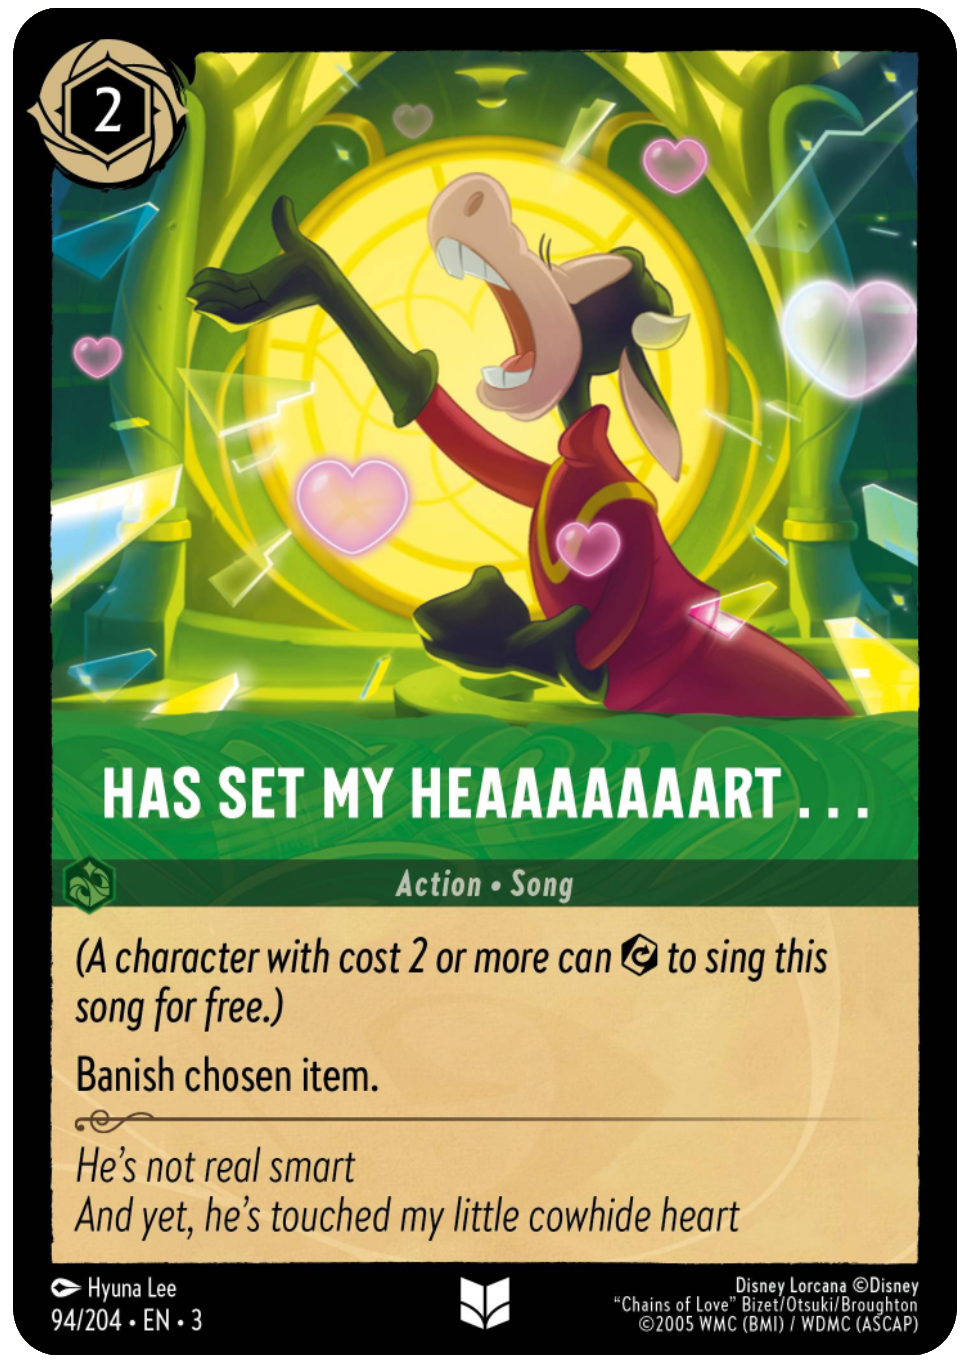 2
HAS SET MY HEAAAAAAART . . .
Action • Song
(A character with cost 2 or more can to sing this
song for free.)
Banish chosen item.
He's not real smart
And yet, he's touched my little cowhide heart
Hyuna Lee
94/204 • EN • 3
Disney Lorcana ©Disney
“Chains of Love” Bizet/Otsuki/Broughton
©2005 WMC (BMI) / WDMC (ASCAP)